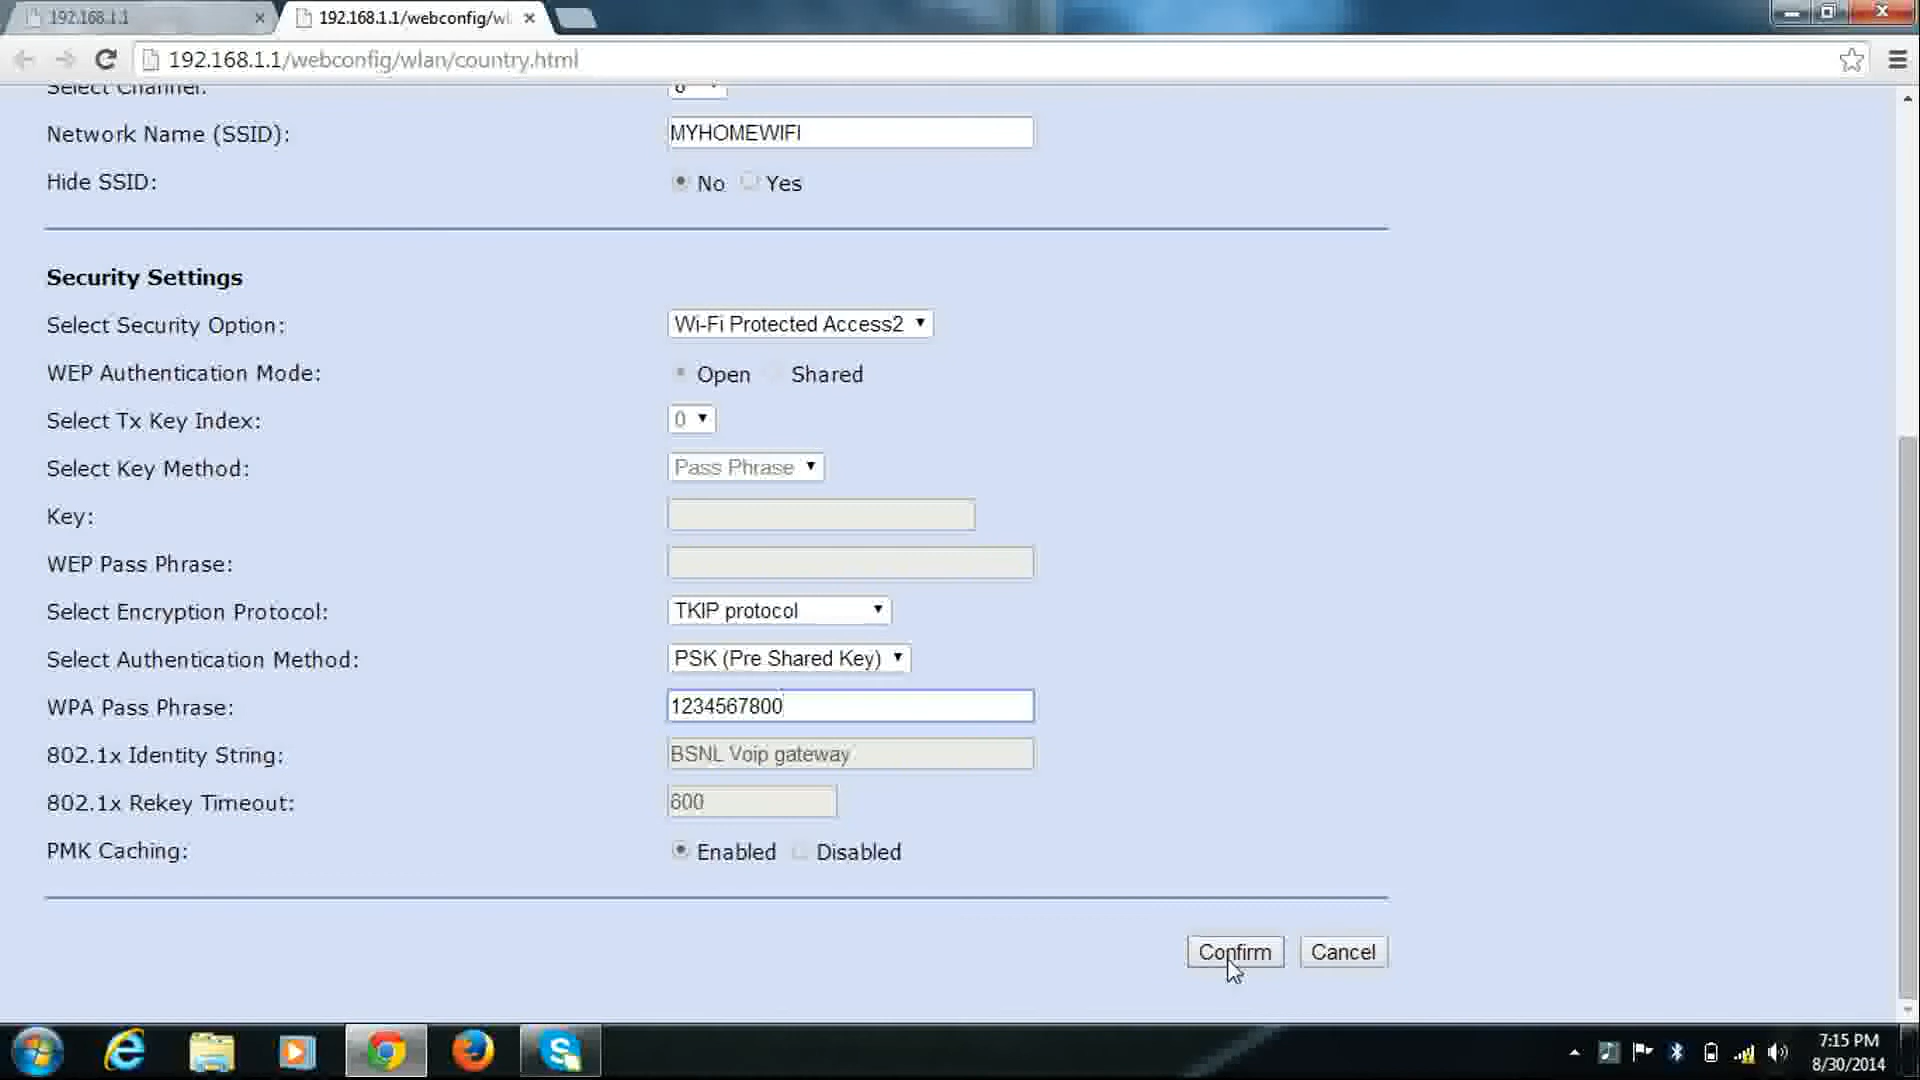 192.168.1.1
192.168.1.1/webconfig/wl
192.168.1.1/webconfig/wlan/country.html
Select Channel: 6
Network Name (SSID): MYHOMEWIFI
Hide SSID: No Yes
Security Settings
Select Security Option: Wi-Fi Protected Access2
WEP Authentication Mode: Open Shared
Select Tx Key Index: 0
Select Key Method: Pass Phrase
Key:
WEP Pass Phrase:
Select Encryption Protocol: TKIP protocol
Select Authentication Method: PSK (Pre Shared Key)
WPA Pass Phrase: 1234567800
802.1x Identity String: BSNL Voip gateway
802.1x Rekey Timeout: 600
PMK Caching: Enabled Disabled
Confirm Cancel
7:15 PM
8/30/2014